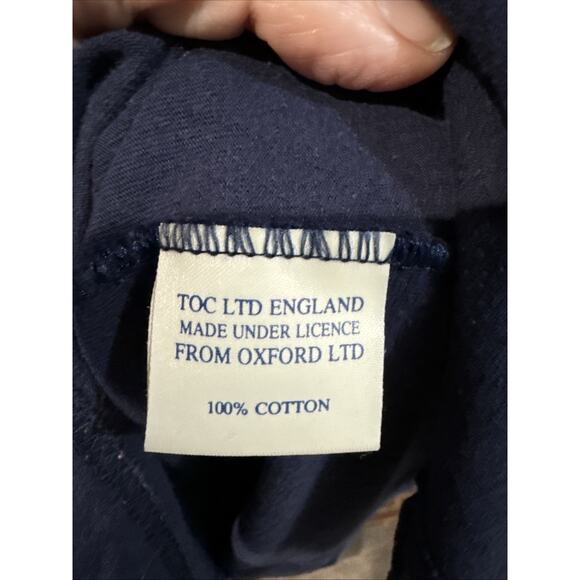 TOC LTD ENGLAND
MADE UNDER LICENCE
FROM OXFORD LTD
100% COTTON